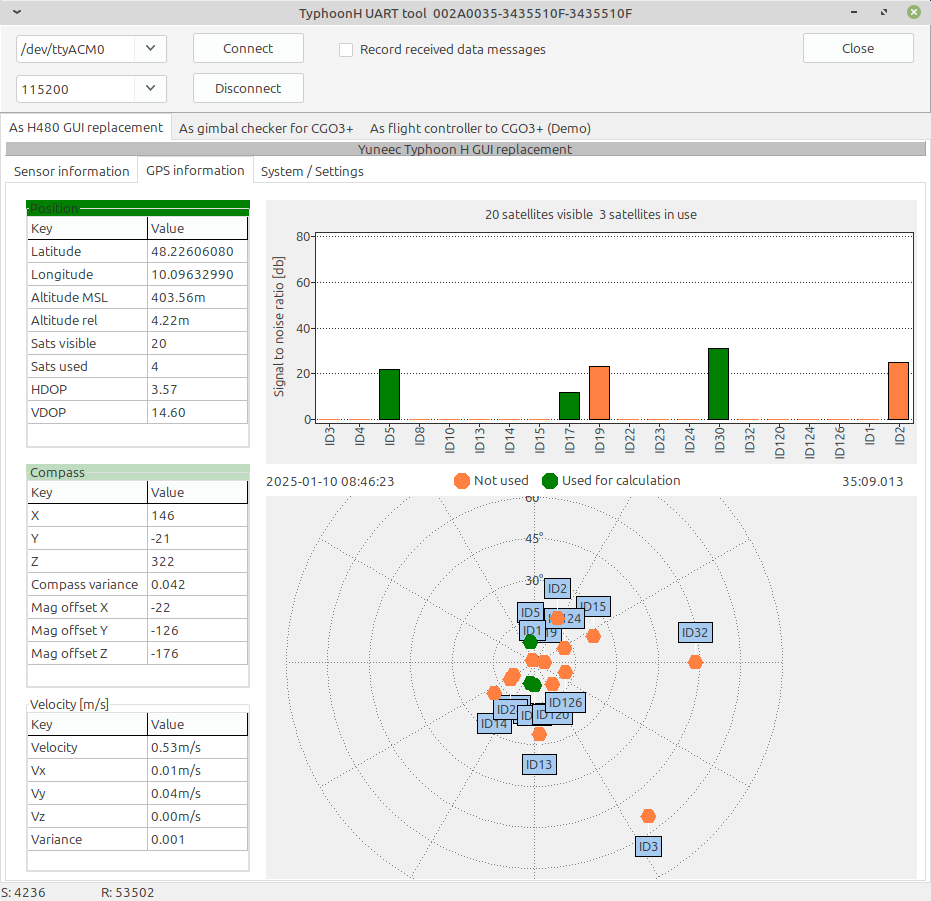 TyphoonH UART tool 002A0035-3435510F-3435510F
/dev/ttyACM0
Connect
Record received data messages
Close
115200
Disconnect
As H480 GUI replacement
As gimbal checker for CGO3+
As flight controller to CGO3+ (Demo)
Yuneec Typhoon H GUI replacement
Sensor information
GPS information
System / Settings
Position
Key Value
Latitude 48.22606080
Longitude 10.09632990
Altitude MSL 403.56m
Altitude rel 4.22m
Sats visible 20
Sats used 4
HDOP 3.57
VDOP 14.60
Compass
Key Value
X 146
Y -21
Z 322
Compass variance 0.042
Mag offset X -22
Mag offset Y -126
Mag offset Z -176
Velocity [m/s]
Key Value
Velocity 0.53m/s
Vx 0.01m/s
Vy 0.04m/s
Vz 0.00m/s
Variance 0.001
20 satellites visible 3 satellites in use
Signal to noise ratio [db]
80
60
40
20
0
ID3 ID4 ID5 ID8 ID10 ID13 ID14 ID15 ID17 ID19 ID22 ID23 ID24 ID30 ID32 ID120 ID124 ID126 ID1 ID2
2025-01-10 08:46:23
Not used
Used for calculation
35:09.013
60
45°
30°
ID2
ID15
ID5
124
ID1
19
ID32
ID126
ID2
ID
ID120
ID14
ID13
ID3
S: 4236 R: 53502